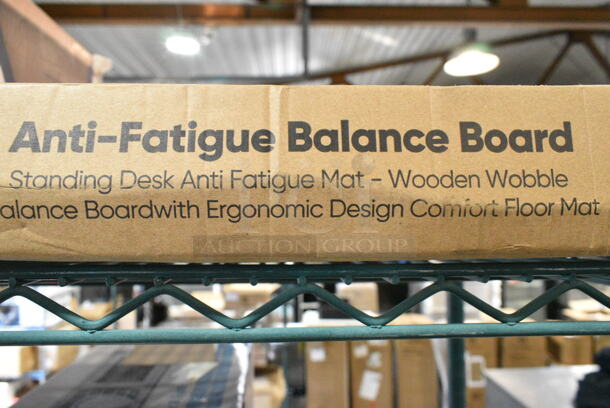 Anti-Fatigue Balance Board
Standing Desk Anti Fatigue Mat - Wooden Wobble
alance Boardwith Ergonomic Design Comfort Floor Mat
AUCTION GROUP